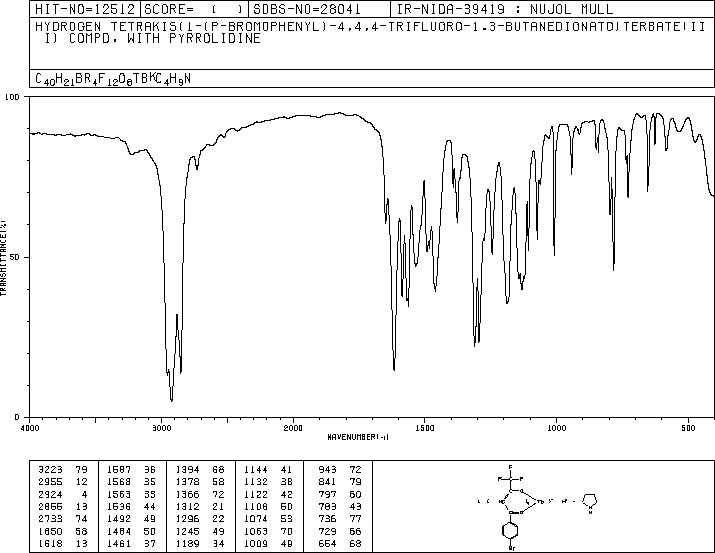 HIT-NO=12512 SCORE= ( ) SDBS-NO=28041 IR-NIDA-39419 : NUJOL MULL
HYDROGEN TETRAKIS(1-(P-BROMOPHENYL)-4,4,4-TRIFLUORO-1,3-BUTANEDIONATO)TERBATE(II
I) COMPD. WITH PYRROLIDINE
C40H21BR4F12O8TBKC4H9N
100
TRANSMITTANCE(%)
50
0
4000 3000 2000 1500 1000 500
WAVENUMBER(-1)
3223 79 1587 36 1394 68 1144 41 943 72
2955 12 1568 35 1378 58 1132 38 841 79
2924 4 1563 35 1366 72 1122 42 797 60
2855 13 1536 44 1312 21 1108 50 783 43
2733 74 1492 49 1296 22 1074 53 736 77
1650 58 1484 50 1245 49 1063 70 729 66
1618 13 1461 37 1189 34 1009 49 654 68